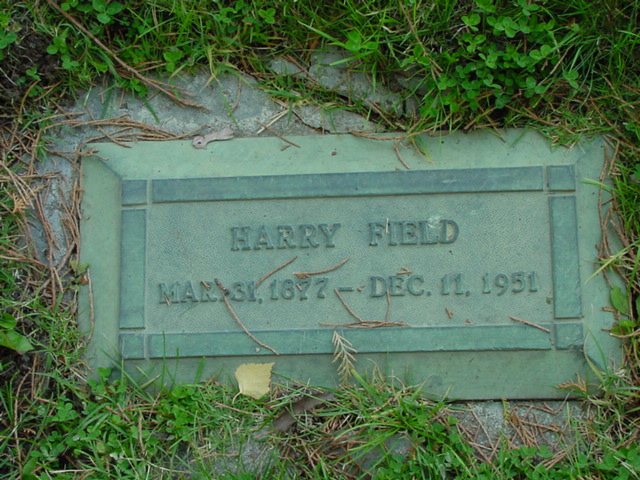 HARRY FIELD
MAR. 31, 1877 – DEC. 11, 1951